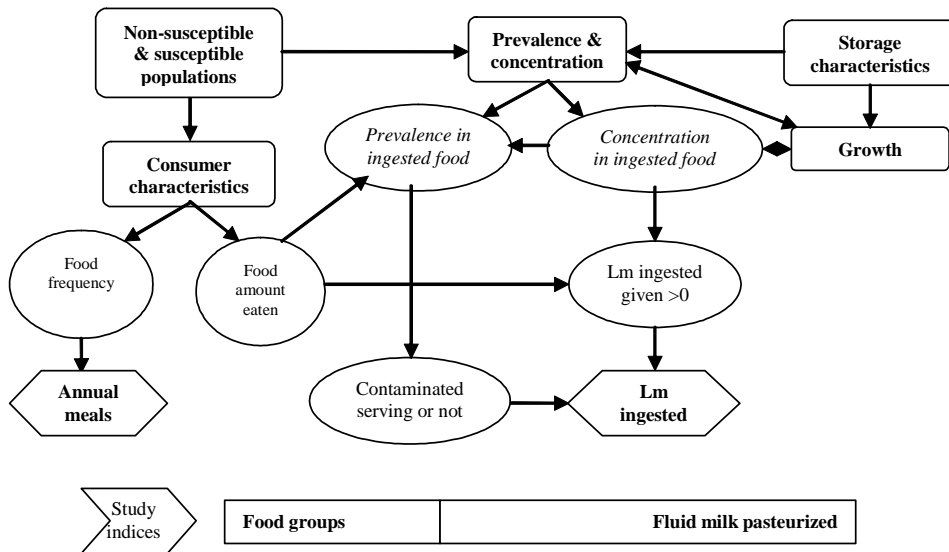 Non-susceptible
& susceptible
populations
Prevalence &
concentration
Storage
characteristics
Prevalence in
ingested food
Concentration
in ingested food
Growth
Consumer
characteristics
Food
frequency
Food
amount
eaten
Lm ingested
given >0
Annual
meals
Contaminated
serving or not
Lm
ingested
Study
indices
Food groups
Fluid milk pasteurized